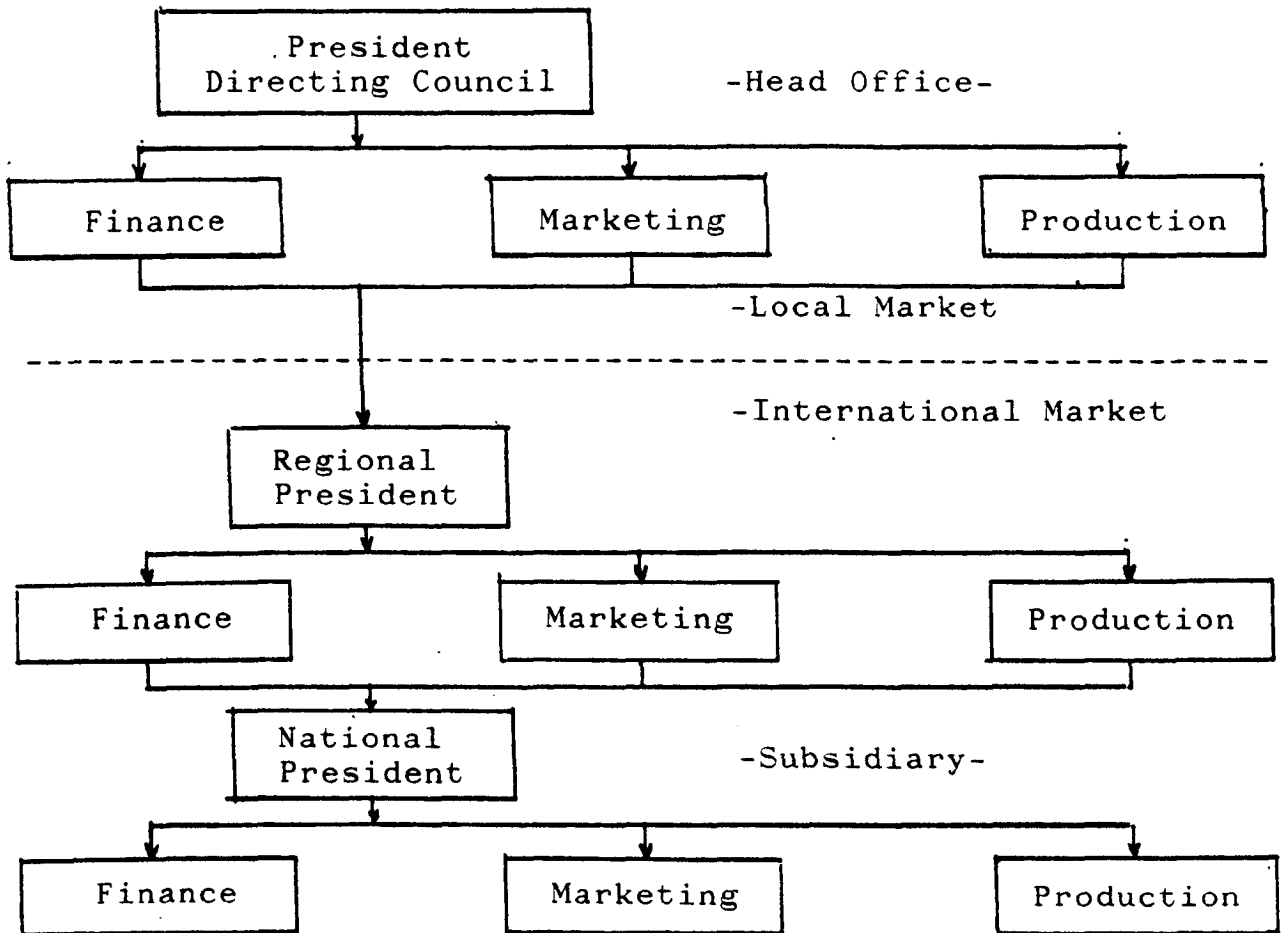 President
Directing Council
-Head Office-
Finance
Marketing
Production
-Local Market
-International Market
Regional
President
Finance
Marketing
Production
National
President
-Subsidiary-
Finance
Marketing
Production